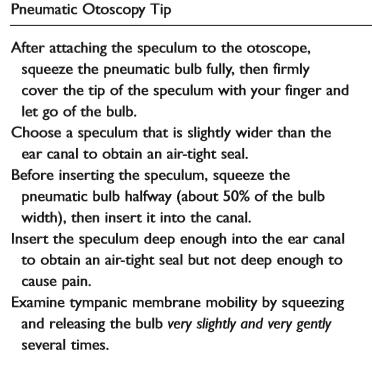 Pneumatic Otoscopy Tip
After attaching the speculum to the otoscope,
squeeze the pneumatic bulb fully, then firmly
cover the tip of the speculum with your finger and
let go of the bulb.
Choose a speculum that is slightly wider than the
ear canal to obtain an air-tight seal.
Before inserting the speculum, squeeze the
pneumatic bulb halfway (about 50% of the bulb
width), then insert it into the canal.
Insert the speculum deep enough into the ear canal
to obtain an air-tight seal but not deep enough to
cause pain.
Examine tympanic membrane mobility by squeezing
and releasing the bulb very slightly and very gently
several times.